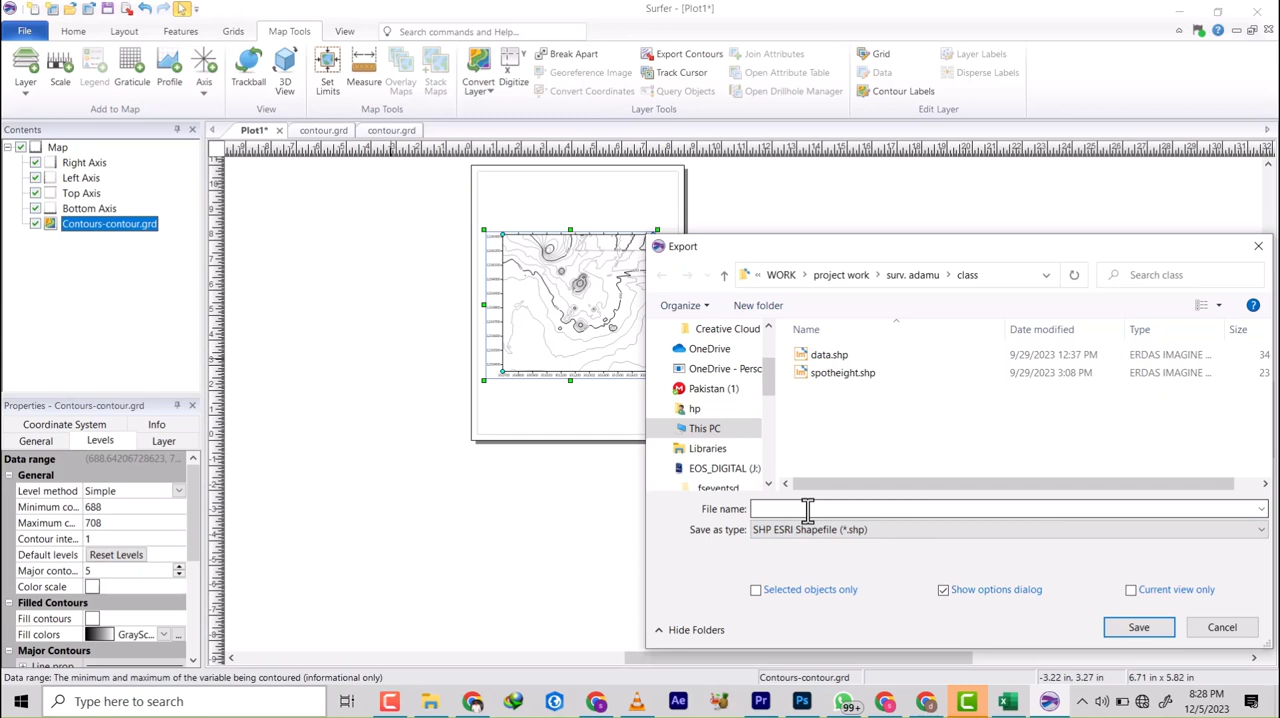 Surfer - [Plot1*]
File Home Layout Features Grids Map Tools View Search commands and Help...
Layer Scale Legend Graticule Profile Axis
Add to Map
Trackball 3D View
View
Set Limits Measure Overlay Maps Stack Maps
Map Tools
Convert Layer Digitize
Break Apart Export Contours Join Attributes
Georeference Image Track Cursor Open Attribute Table
Convert Coordinates Query Objects Open Drillhole Manager
Layer Tools
Grid Layer Labels
Data Disperse Labels
Contour Labels
Edit Layer
Contents
Plot1* contour.grd contour.grd
Map
Right Axis
Left Axis
Top Axis
Bottom Axis
Contours-contour.grd
Export
« WORK project work surv. adamu class
Search class
Organize New folder
Creative Cloud
OneDrive
OneDrive - Persc
Pakistan (1)
hp
This PC
Libraries
EOS_DIGITAL (J:)
fseventsd
Name Date modified Type Size
data.shp 9/29/2023 12:37 PM ERDAS IMAGINE ... 34
spotheight.shp 9/29/2023 3:08 PM ERDAS IMAGINE ... 23
File name:
Save as type: SHP ESRI Shapefile (*.shp)
Selected objects only Show options dialog Current view only
Hide Folders Save Cancel
Properties - Contours-contour.grd
Coordinate System Info
General Levels Layer
Data range (688.64206728623, 7...
General
Level method Simple
Minimum co... 688
Maximum c... 708
Contour inte... 1
Default levels Reset Levels
Major conto... 5
Color scale
Filled Contours
Fill contours
Fill colors GraySc... ...
Major Contours
Line prop
Data range: The minimum and maximum of the variable being contoured (informational only)
Contours-contour.grd -3.22 in, 3.27 in 6.71 in x 5.82 in
Type here to search
99+
8:28 PM
12/5/2023